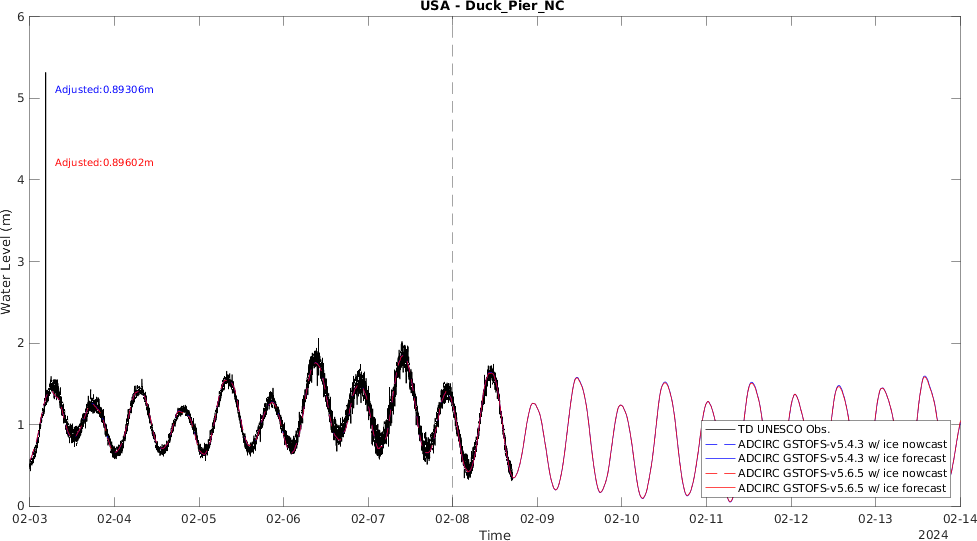 USA - Duck_Pier_NC
6
5
4
3
2
1
0
Water Level (m)
Adjusted:0.89306m
Adjusted:0.89602m
TD UNESCO Obs.
ADCIRC GSTOFS-v5.4.3 w/ ice nowcast
ADCIRC GSTOFS-v5.4.3 w/ ice forecast
ADCIRC GSTOFS-v5.6.5 w/ ice nowcast
ADCIRC GSTOFS-v5.6.5 w/ ice forecast
02-03 02-04 02-05 02-06 02-07 02-08 02-09 02-10 02-11 02-12 02-13 02-14
Time
2024